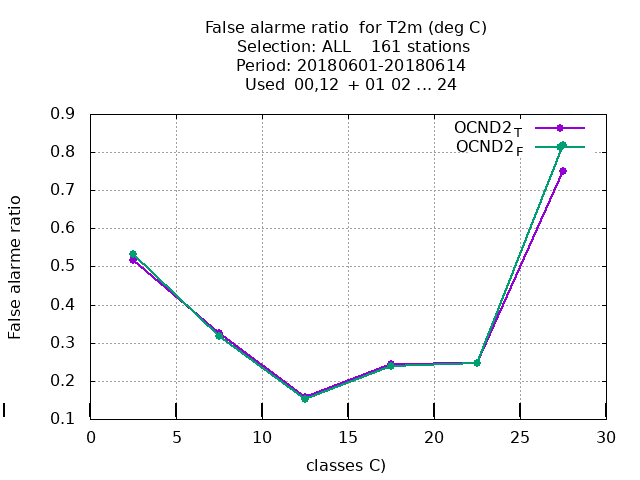 False alarme ratio  for T2m (deg C)
Selection: ALL    161 stations
Period: 20180601-20180614
Used  00,12  + 01 02 ... 24
OCND2T
OCND2F
False alarme ratio
0.9
0.8
0.7
0.6
0.5
0.4
0.3
0.2
0.1
0 5 10 15 20 25 30
classes C)